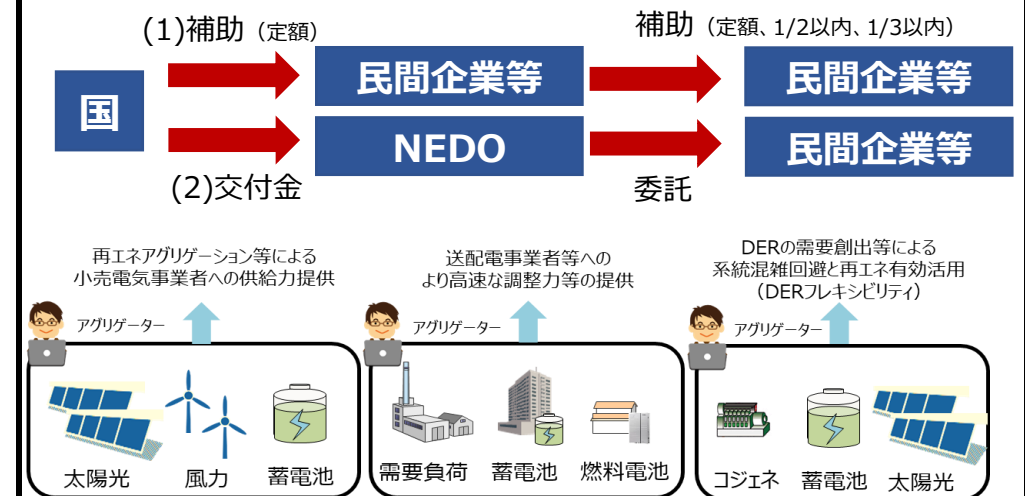 (1)補助（定額）
補助（定額、1/2以内、1/3以内）
国
民間企業等
民間企業等
NEDO
民間企業等
(2)交付金
委託
再エネアグリゲーション等による
小売電気事業者への供給力提供
アグリゲーター
太陽光
風力
蓄電池
送配電事業者等への
より高速な調整力等の提供
アグリゲーター
需要負荷
蓄電池
燃料電池
DERの需要創出等による
系統混雑回避と再エネ有効活用
（DERフレキシビリティ）
アグリゲーター
コジェネ
蓄電池
太陽光